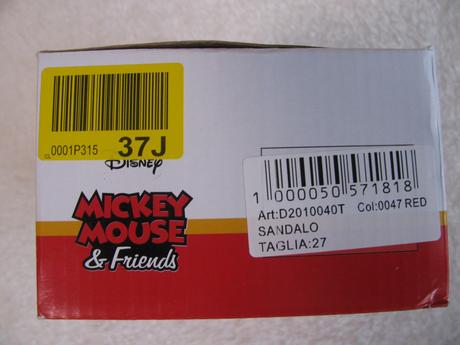 0001P315 37J
DISNEY
MICKEY
MOUSE
& Friends
1 000050 571818
Art:D2010040T Col:0047 RED
SANDALO
TAGLIA:27